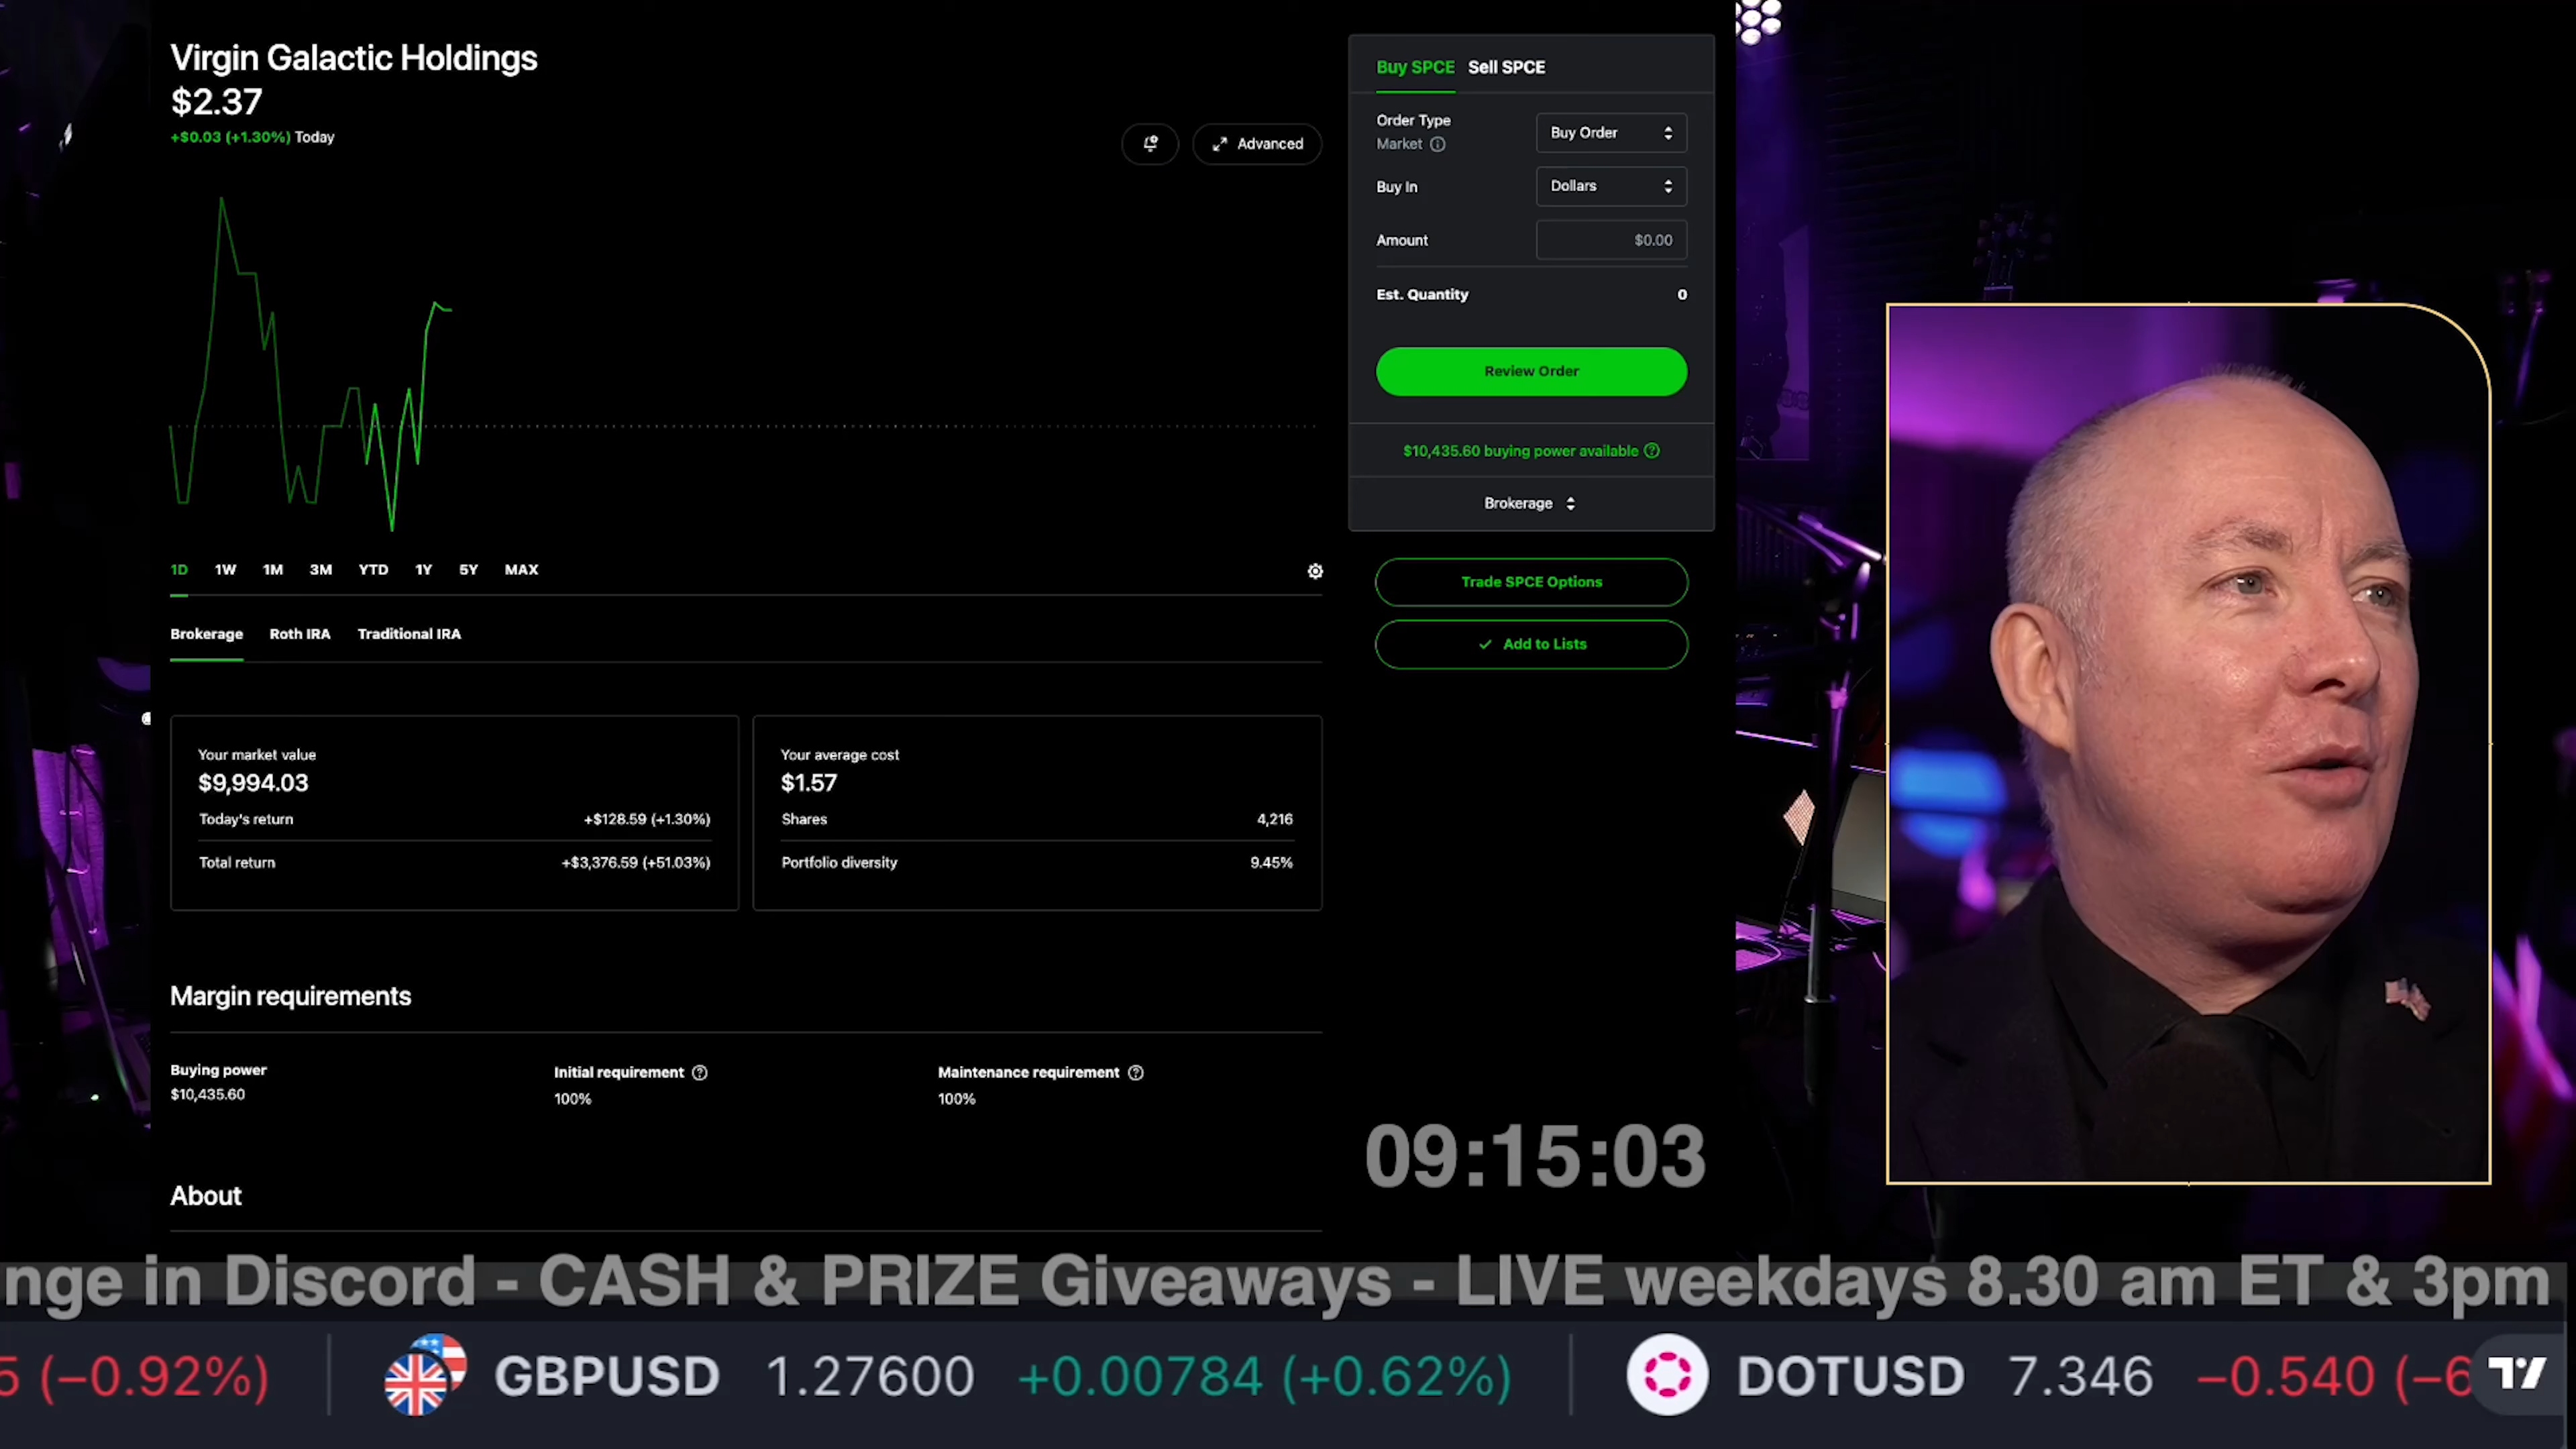 Virgin Galactic Holdings
$2.37
+$0.03 (+1.30%) Today
Advanced
1D 1W 1M 3M YTD 1Y 5Y MAX
Brokerage Roth IRA Traditional IRA
Your market value
$9,994.03
Today's return +$128.59 (+1.30%)
Total return +$3,376.59 (+51.03%)
Your average cost
$1.57
Shares 4,216
Portfolio diversity 9.45%
Margin requirements
Buying power
$10,435.60
Initial requirement
100%
Maintenance requirement
100%
About
Buy SPCE Sell SPCE
Order Type
Market
Buy Order
Buy In Dollars
Amount $0.00
Est. Quantity 0
Review Order
$10,435.60 buying power available
Brokerage
Trade SPCE Options
Add to Lists
09:15:03
nge in Discord - CASH & PRIZE Giveaways - LIVE weekdays 8.30 am ET & 3pm
5 (−0.92%) GBPUSD 1.27600 +0.00784 (+0.62%) DOTUSD 7.346 −0.540 (−6